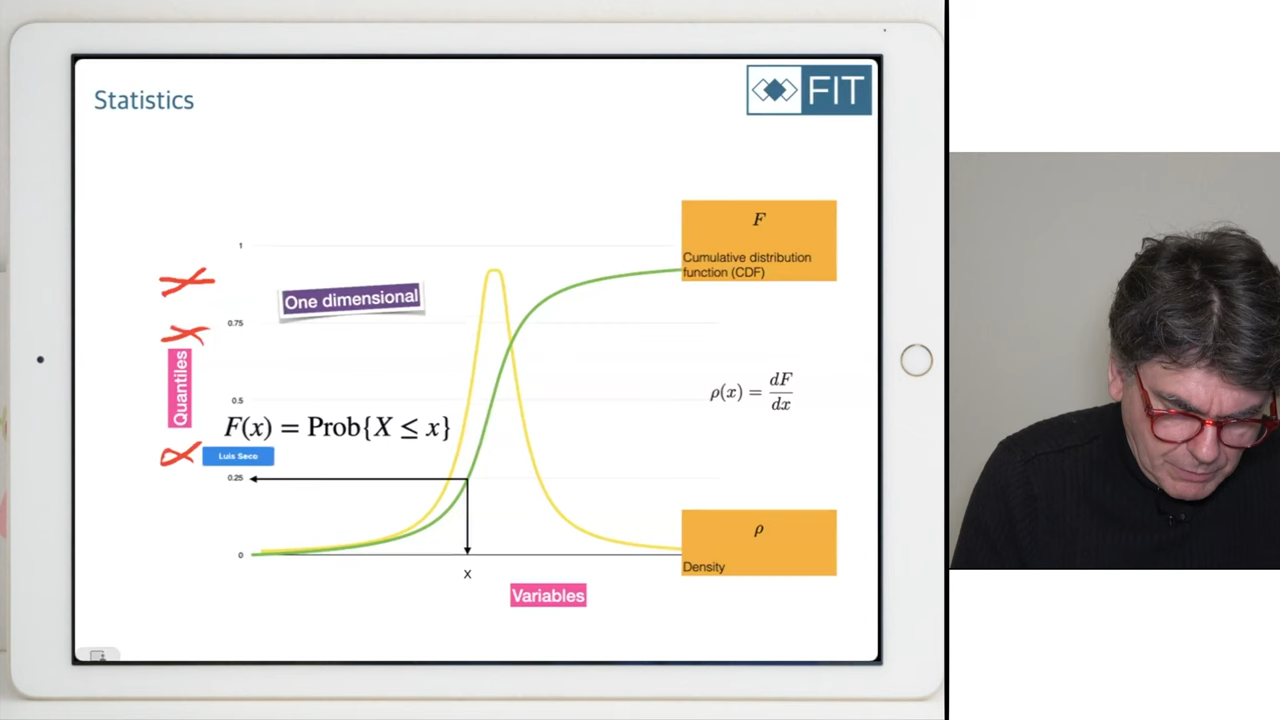 Statistics
FIT
F
Cumulative distribution
function (CDF)
1
One dimensional
0.75
Quantiles
ρ(x) = dF/dx
0.5
F(x) = Prob{X ≤ x}
Luis Seco
0.25
ρ
Density
0
x
Variables